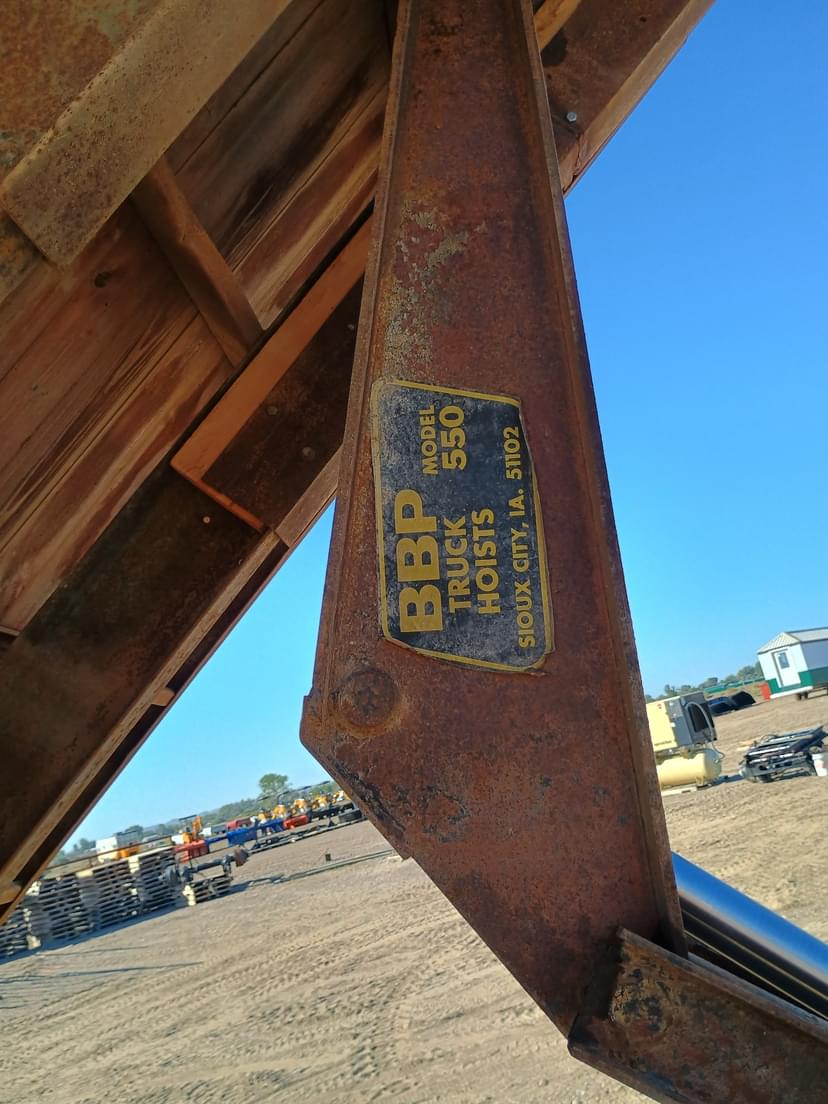 BBP
TRUCK
HOISTS
MODEL
550
SIOUX CITY, IA. 51102